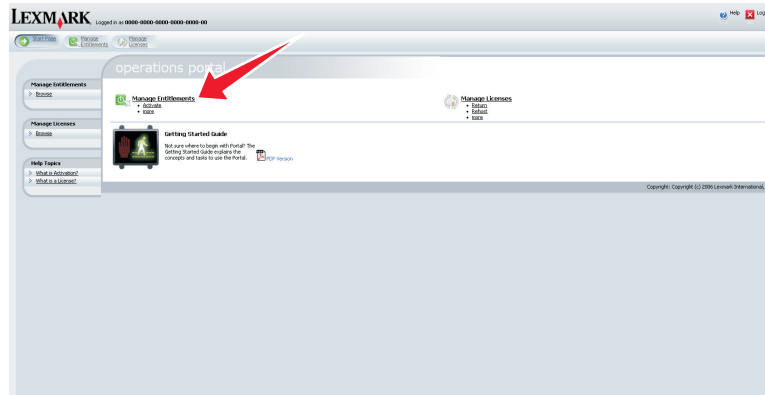 LEXMARK Logged in as 0000-0000-0000-0000-0000-00
Help Log
Start Page Manage Entitlements Manage Licenses
operations portal
Manage Entitlements
Browse
Manage Licenses
Browse
Help Topics
What is Activation?
What is a License?
Manage Entitlements
• Activate
• more
Manage Licenses
• Return
• Rehost
• more
Getting Started Guide
Not sure where to begin with Portal? The
Getting Started Guide explains the
concepts and tasks to use the Portal.
PDF Version
Copyright: Copyright (c) 2006 Lexmark International,